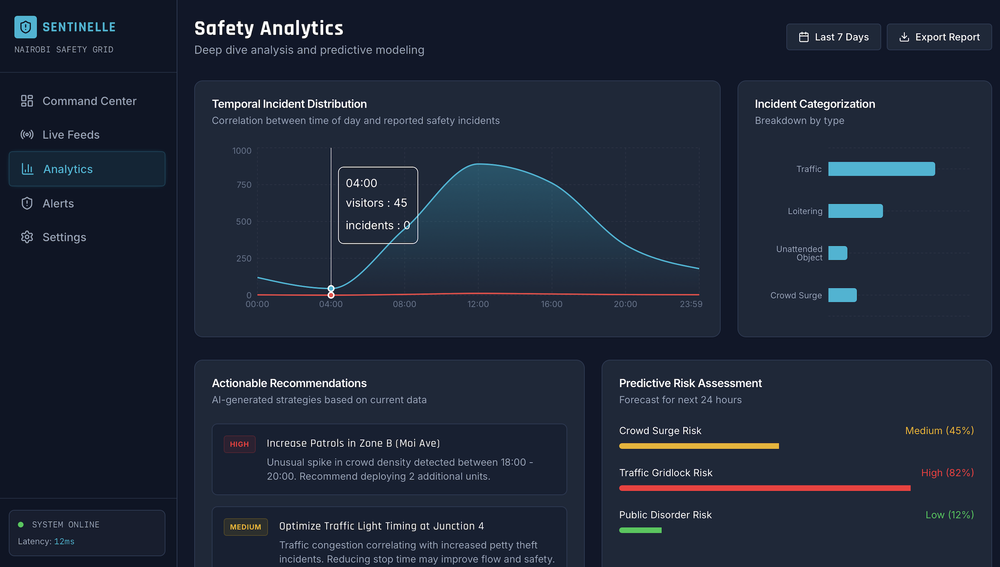 SENTINELLE
NAIROBI SAFETY GRID
Command Center
Live Feeds
Analytics
Alerts
Settings
SYSTEM ONLINE
Latency: 12ms
Safety Analytics
Deep dive analysis and predictive modeling
Last 7 Days
Export Report
Temporal Incident Distribution
Correlation between time of day and reported safety incidents
1000
750
500
250
0
04:00
visitors : 45
incidents : 0
00:00
04:00
08:00
12:00
16:00
20:00
23:59
Incident Categorization
Breakdown by type
Traffic
Loitering
Unattended
Object
Crowd Surge
Actionable Recommendations
AI-generated strategies based on current data
HIGH
Increase Patrols in Zone B (Moi Ave)
Unusual spike in crowd density detected between 18:00 -
20:00. Recommend deploying 2 additional units.
MEDIUM
Optimize Traffic Light Timing at Junction 4
Traffic congestion correlating with increased petty theft
incidents. Reducing stop time may improve flow and safety.
Predictive Risk Assessment
Forecast for next 24 hours
Crowd Surge Risk
Medium (45%)
Traffic Gridlock Risk
High (82%)
Public Disorder Risk
Low (12%)